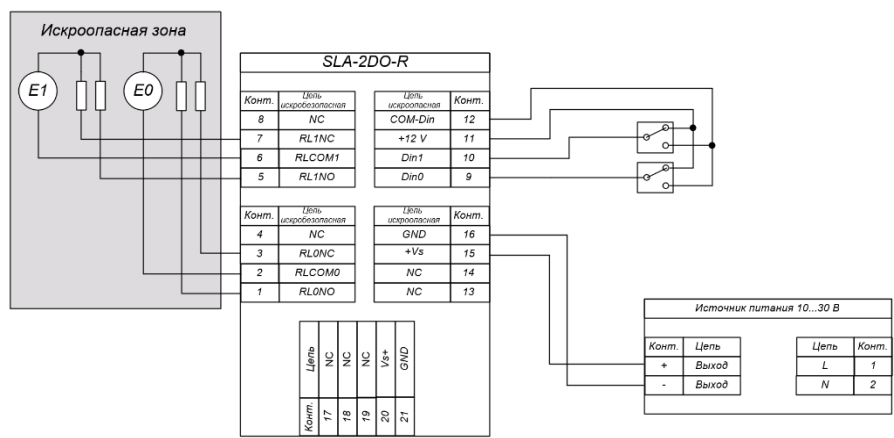 Искроопасная зона
E1
E0
SLA-2DO-R
Конт.
Цепь
искробезопасная
8
NC
7
RL1NC
6
RLCOM1
5
RL1NO
Цепь
искроопасная
Конт.
COM-Din
12
+12 V
11
Din1
10
Din0
9
Конт.
Цепь
искробезопасная
4
NC
3
RL0NC
2
RLCOM0
1
RL0NO
Цепь
искроопасная
Конт.
GND
16
+Vs
15
NC
14
NC
13
Цепь
NC
NC
NC
Vs+
GND
Конт.
17
18
19
20
21
Источник питания 10...30 В
Конт.
Цепь
+
Выход
-
Выход
Цепь
Конт.
L
1
N
2